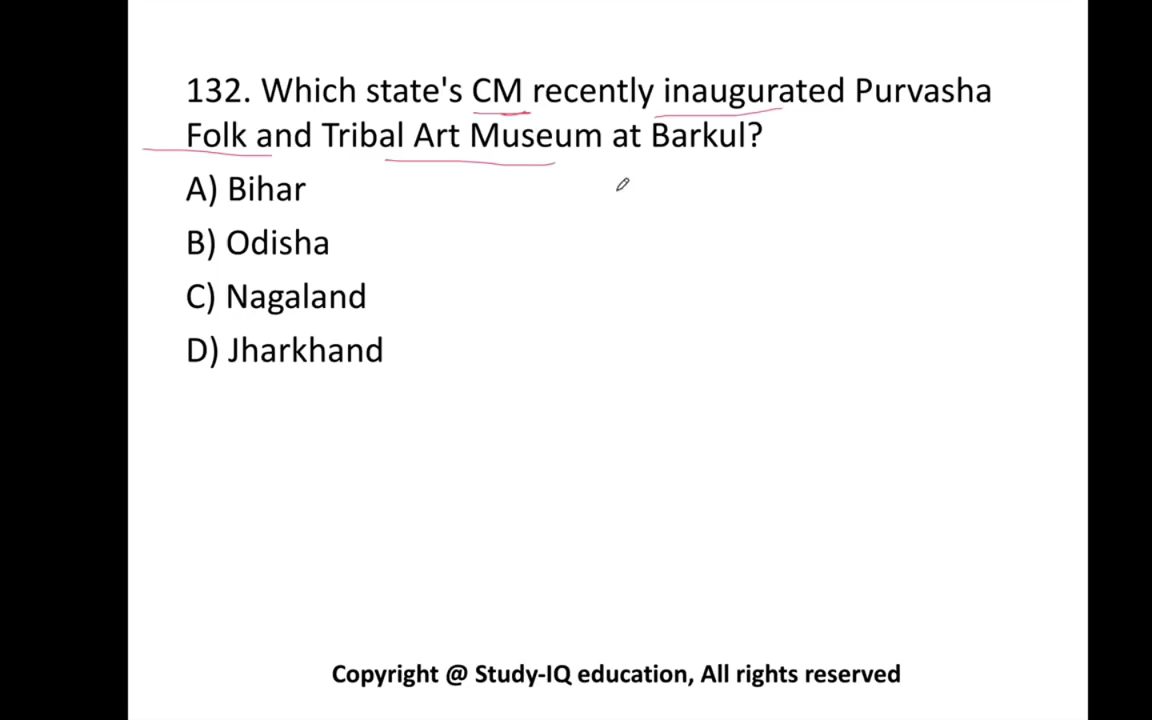 132. Which state's CM recently inaugurated Purvasha
Folk and Tribal Art Museum at Barkul?
A) Bihar
B) Odisha
C) Nagaland
D) Jharkhand
Copyright @ Study-IQ education, All rights reserved